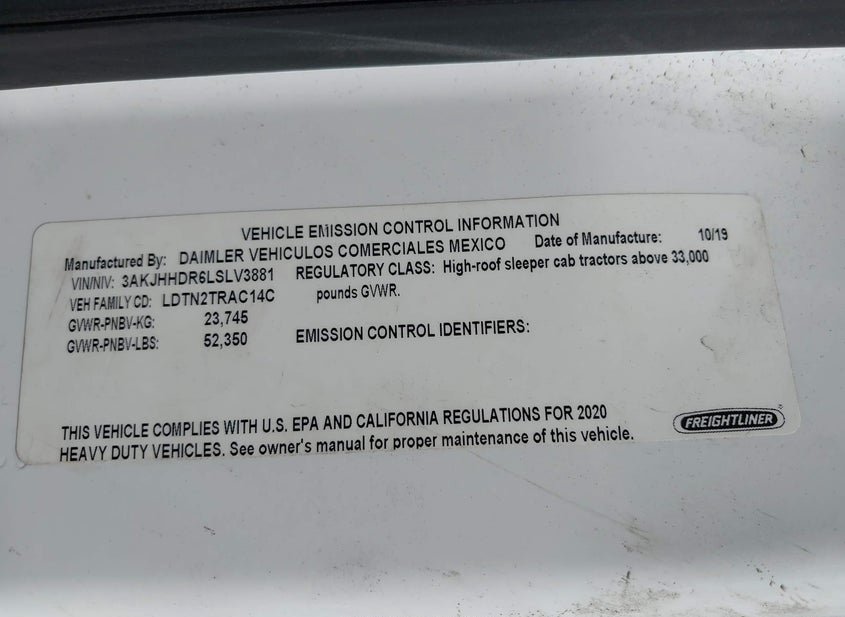 VEHICLE EMISSION CONTROL INFORMATION
Manufactured By: DAIMLER VEHICULOS COMERCIALES MEXICO Date of Manufacture: 10/19
VIN/NIV: 3AKJHHDR6LSLV3881 REGULATORY CLASS: High-roof sleeper cab tractors above 33,000
VEH FAMILY CD: LDTN2TRAC14C pounds GVWR.
GVWR-PNBV-KG: 23,745
GVWR-PNBV-LBS: 52,350 EMISSION CONTROL IDENTIFIERS:
THIS VEHICLE COMPLIES WITH U.S. EPA AND CALIFORNIA REGULATIONS FOR 2020
HEAVY DUTY VEHICLES. See owner's manual for proper maintenance of this vehicle.
FREIGHTLINER